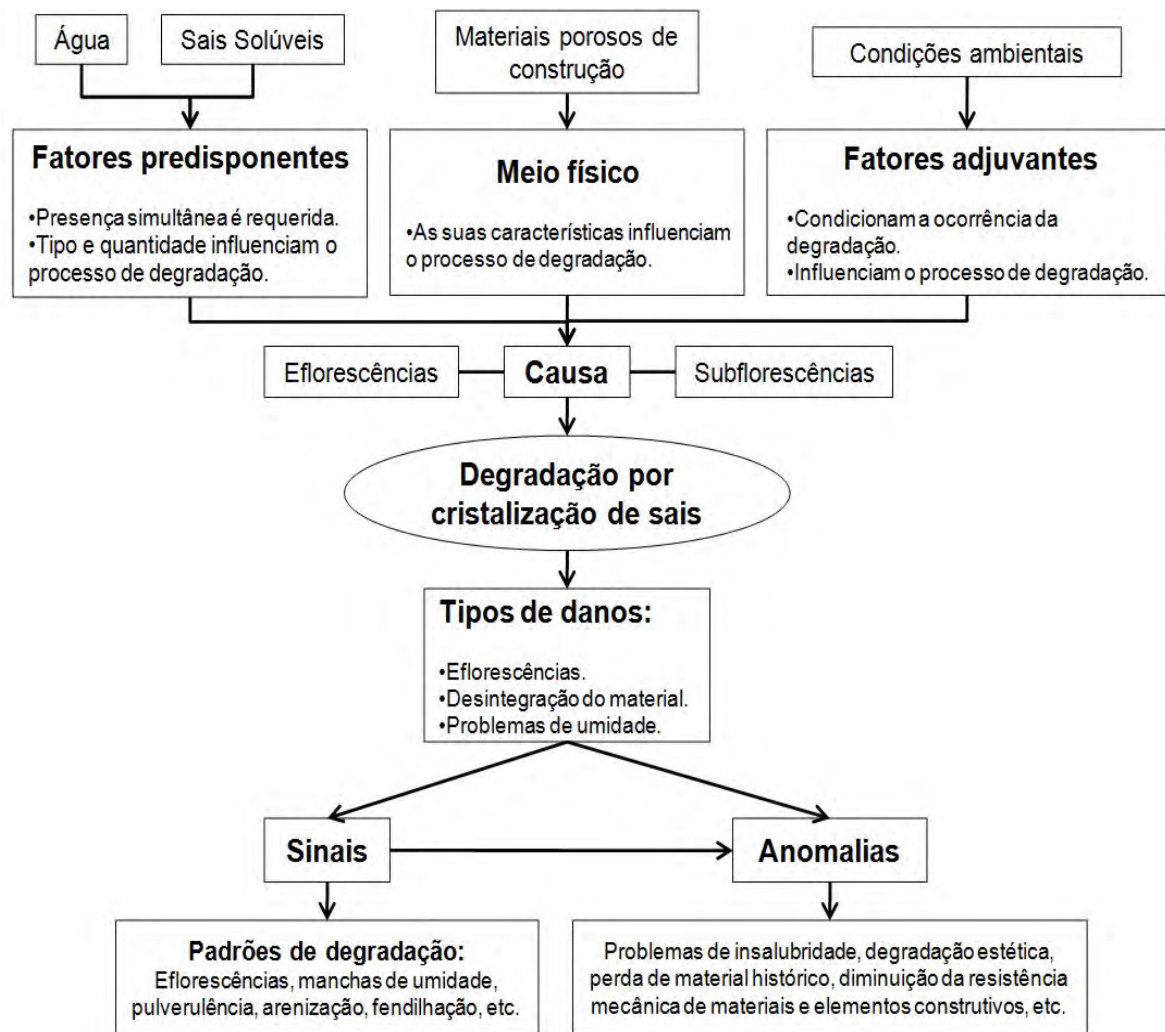 Água
Sais Solúveis
Materiais porosos de
construção
Condições ambientais
Fatores predisponentes
•Presença simultânea é requerida.
•Tipo e quantidade influenciam o
processo de degradação.
Meio físico
•As suas características influenciam
o processo de degradação.
Fatores adjuvantes
•Condicionam a ocorrência da
degradação.
•Influenciam o processo de degradação.
Eflorescências
Causa
Subflorescências
Degradação por
cristalização de sais
Tipos de danos:
•Eflorescências.
•Desintegração do material.
•Problemas de umidade.
Sinais
Anomalias
Padrões de degradação:
Eflorescências, manchas de umidade,
pulverulência, arenização, fendilhação, etc.
Problemas de insalubridade, degradação estética,
perda de material histórico, diminuição da resistência
mecânica de materiais e elementos construtivos, etc.